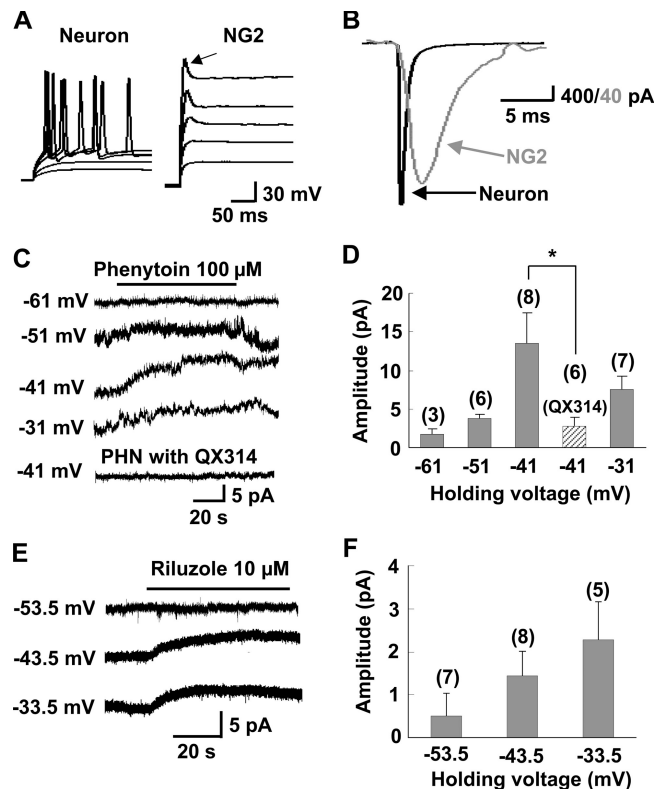 A
Neuron
NG2
30 mV
50 ms
B
400/40 pA
5 ms
NG2
Neuron
C
Phenytoin 100 µM
-61 mV
-51 mV
-41 mV
-31 mV
PHN with QX314
-41 mV
5 pA
20 s
D
*
Amplitude (pA)
20
15
10
5
0
(3)
(6)
(8)
(6)
(QX314)
(7)
-61 -51 -41 -41 -31
Holding voltage (mV)
E
Riluzole 10 µM
-53.5 mV
-43.5 mV
-33.5 mV
5 pA
20 s
F
Amplitude (pA)
4
3
2
1
0
(7)
(8)
(5)
-53.5 -43.5 -33.5
Holding voltage (mV)